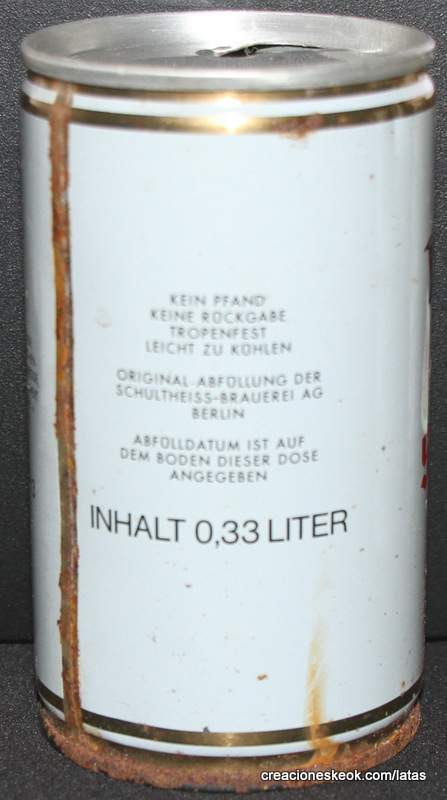 KEIN PFAND
KEINE RÜCKGABE
TROPENFEST
LEICHT ZU KÜHLEN
ORIGINAL-ABFÜLLUNG DER
SCHULTHEISS-BRAUEREI AG
BERLIN
ABFÜLLDATUM IST AUF
DEM BODEN DIESER DOSE
ANGEGEBEN
INHALT 0,33 LITER
creacioneskeok.com/latas